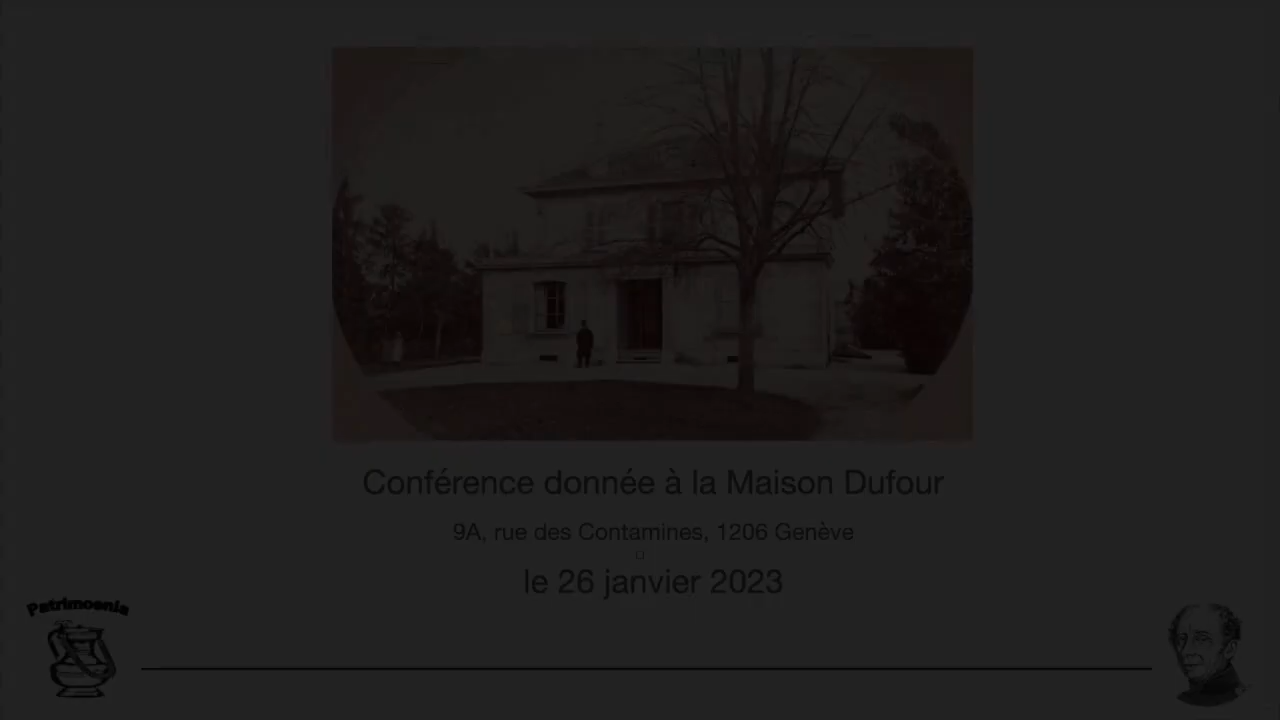 Conférence donnée à la Maison Dufour
9A, rue des Contamines, 1206 Genève
le 26 janvier 2023
Patrimoenia